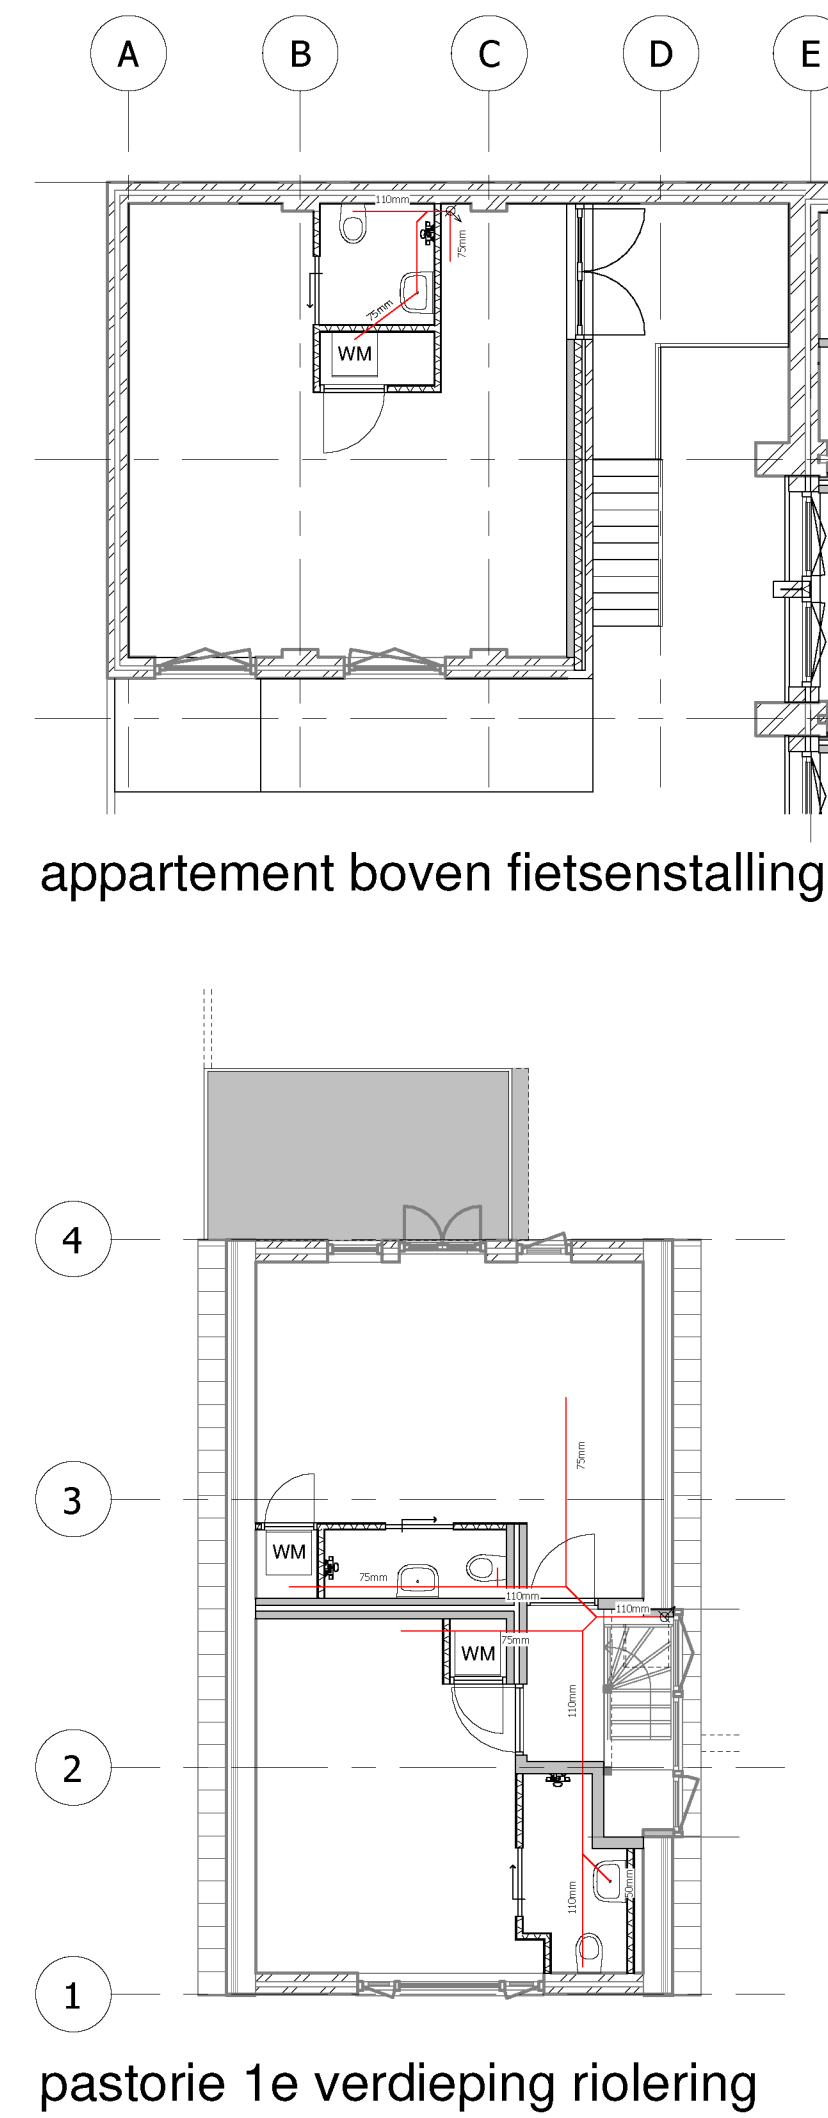 A B C D E
110mm
75mm
75mm
WM
appartement boven fietsenstalling
4
75mm
3
WM
75mm
110mm
110mm
75mm
WM
110mm
2
50mm
110mm
1
pastorie 1e verdieping riolering